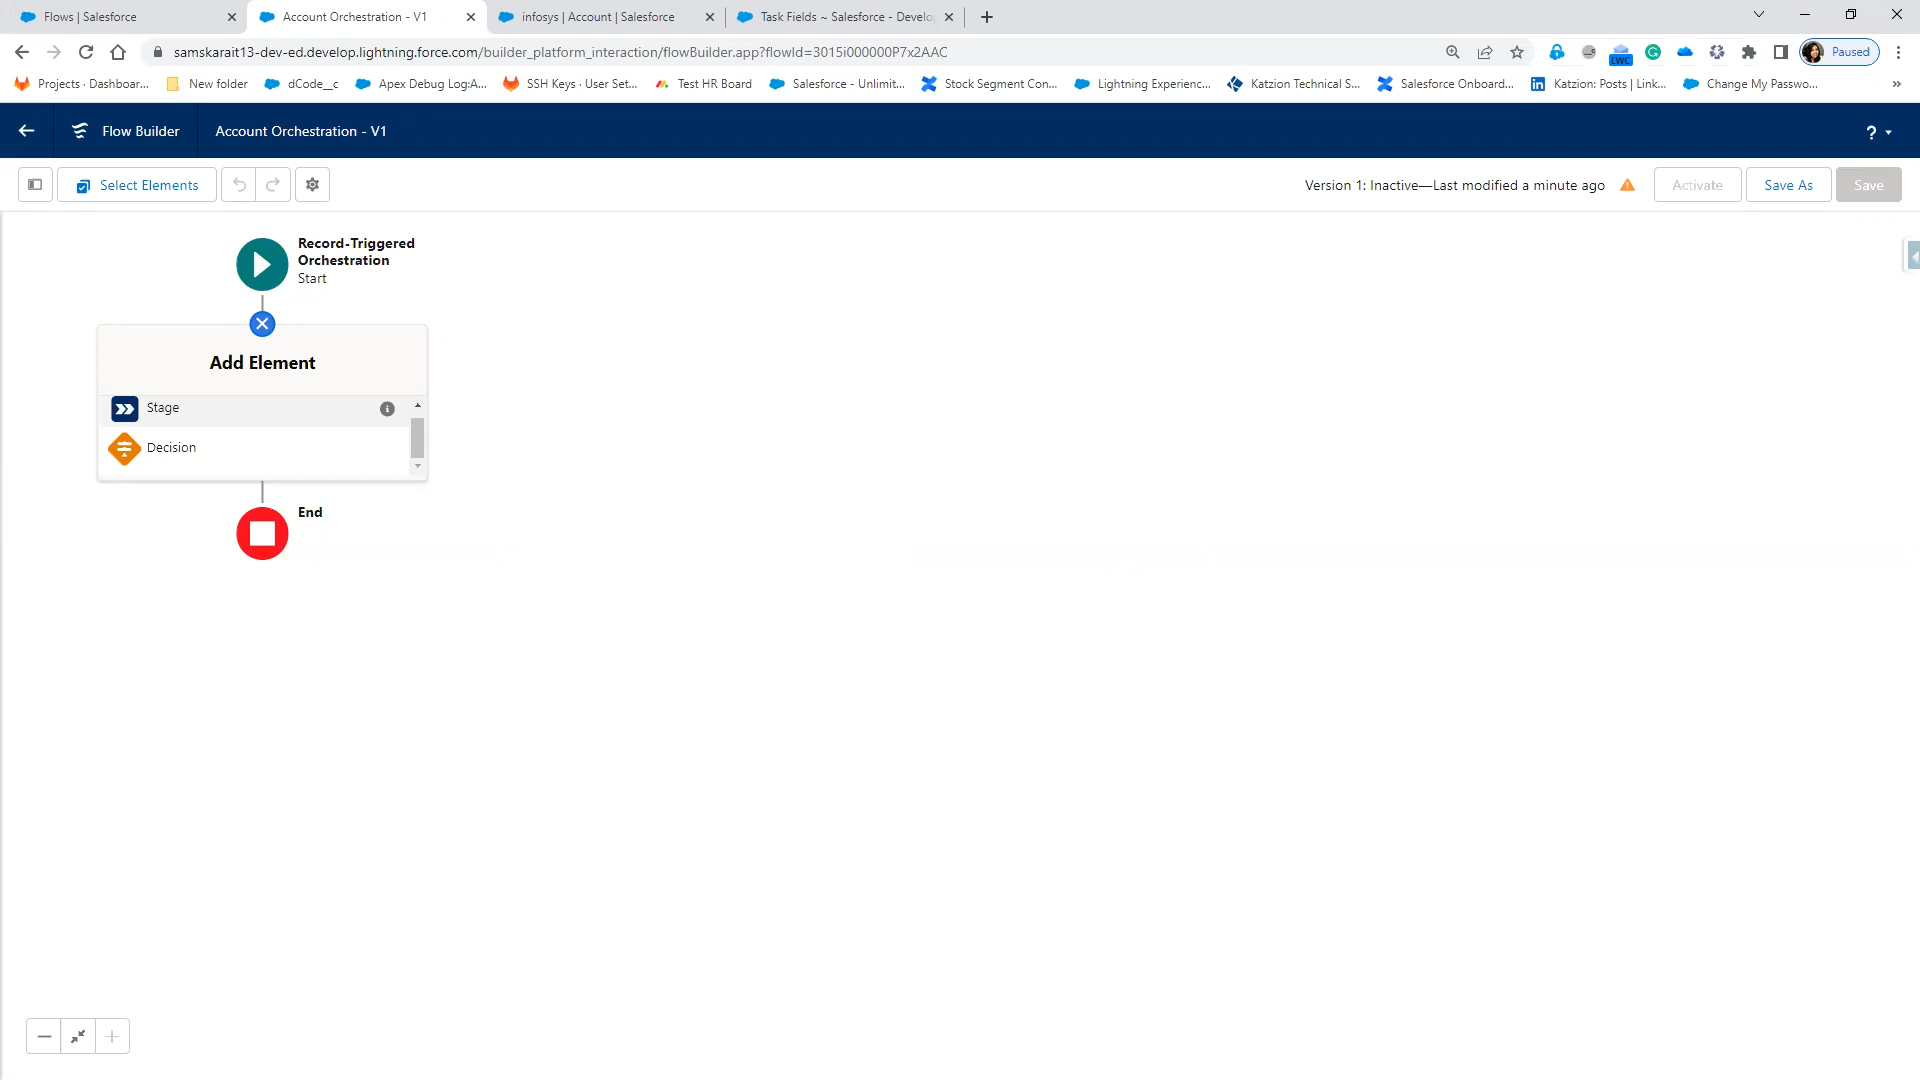 Flows | Salesforce
Account Orchestration - V1
infosys | Account | Salesforce
Task Fields ~ Salesforce - Develo
samskarait13-dev-ed.develop.lightning.force.com/builder_platform_interaction/flowBuilder.app?flowId=3015i000000P7x2AAC
LWC
Paused
Projects · Dashboar...
New folder
dCode__c
Apex Debug Log:A...
SSH Keys · User Set...
Test HR Board
Salesforce - Unlimit...
Stock Segment Con...
Lightning Experienc...
Katzion Technical S...
Salesforce Onboard...
Katzion: Posts | Link...
Change My Passwo...
»
Flow Builder
Account Orchestration - V1
?
Select Elements
Version 1: Inactive—Last modified a minute ago
Activate
Save As
Save
Record-Triggered
Orchestration
Start
Add Element
Stage
Decision
End